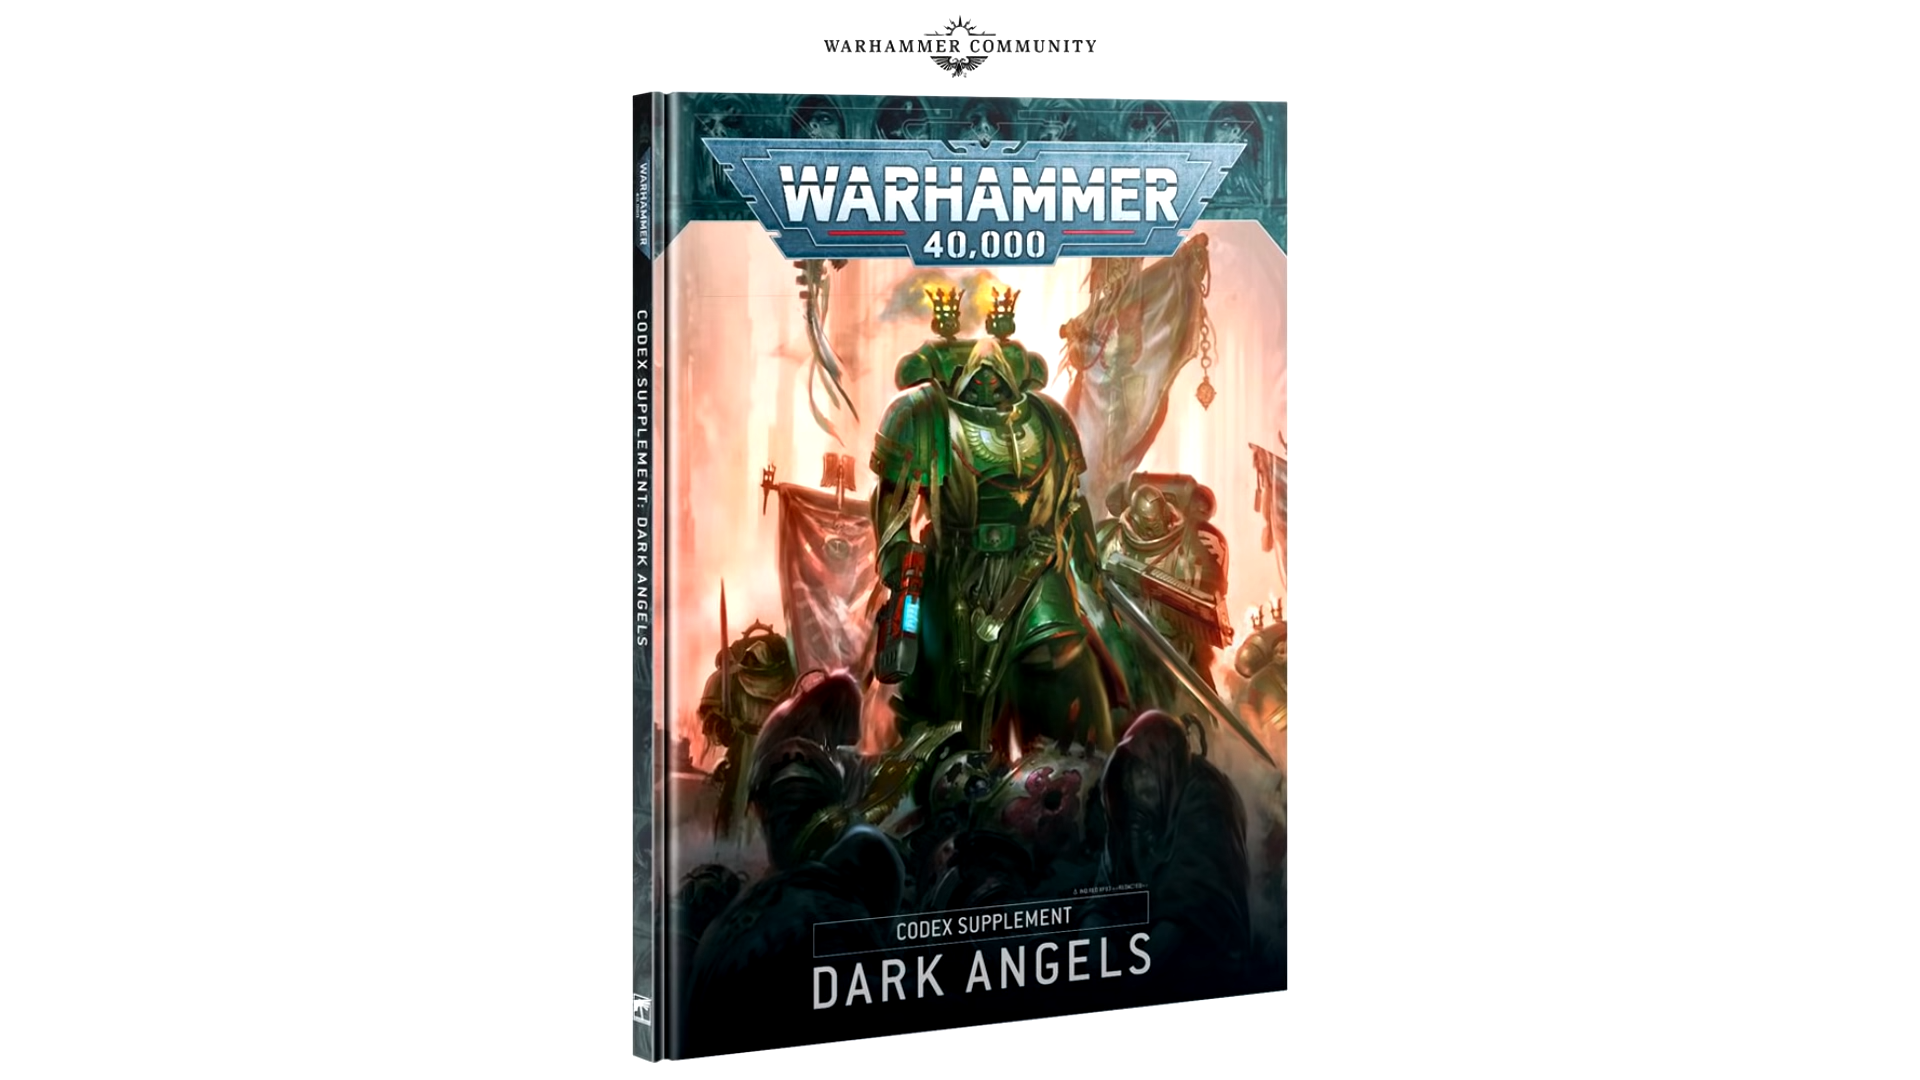 WARHAMMER COMMUNITY
WARHAMMER
40,000
WARHAMMER
CODEX SUPPLEMENT: DARK ANGELS
CODEX SUPPLEMENT
DARK ANGELS